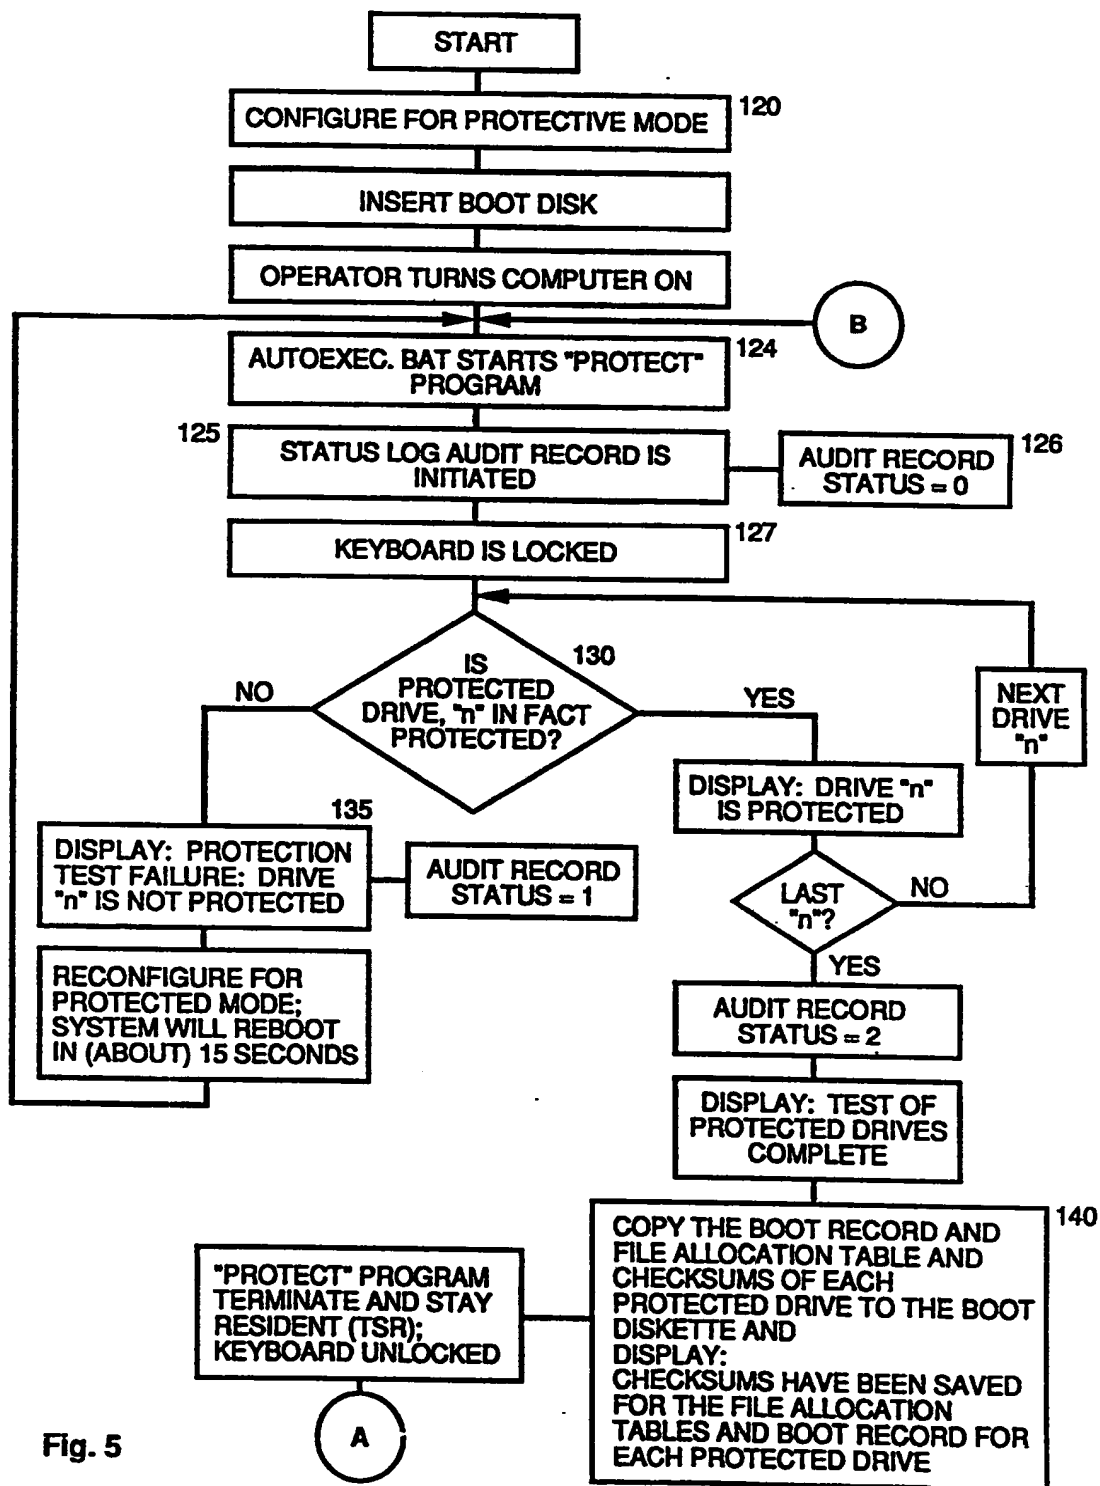 START
CONFIGURE FOR PROTECTIVE MODE
120
INSERT BOOT DISK
OPERATOR TURNS COMPUTER ON
B
AUTOEXEC. BAT STARTS "PROTECT"
PROGRAM
124
125
STATUS LOG AUDIT RECORD IS
INITIATED
AUDIT RECORD
STATUS = 0
126
KEYBOARD IS LOCKED
127
IS
PROTECTED
DRIVE, "n" IN FACT
PROTECTED?
130
NO
YES
NEXT
DRIVE
"n"
DISPLAY: DRIVE "n"
IS PROTECTED
135
DISPLAY: PROTECTION
TEST FAILURE: DRIVE
"n" IS NOT PROTECTED
AUDIT RECORD
STATUS = 1
LAST
"n"?
NO
YES
RECONFIGURE FOR
PROTECTED MODE;
SYSTEM WILL REBOOT
IN (ABOUT) 15 SECONDS
AUDIT RECORD
STATUS = 2
DISPLAY: TEST OF
PROTECTED DRIVES
COMPLETE
140
COPY THE BOOT RECORD AND
FILE ALLOCATION TABLE AND
CHECKSUMS OF EACH
PROTECTED DRIVE TO THE BOOT
DISKETTE AND
DISPLAY:
CHECKSUMS HAVE BEEN SAVED
FOR THE FILE ALLOCATION
TABLES AND BOOT RECORD FOR
EACH PROTECTED DRIVE
"PROTECT" PROGRAM
TERMINATE AND STAY
RESIDENT (TSR);
KEYBOARD UNLOCKED
A
Fig. 5